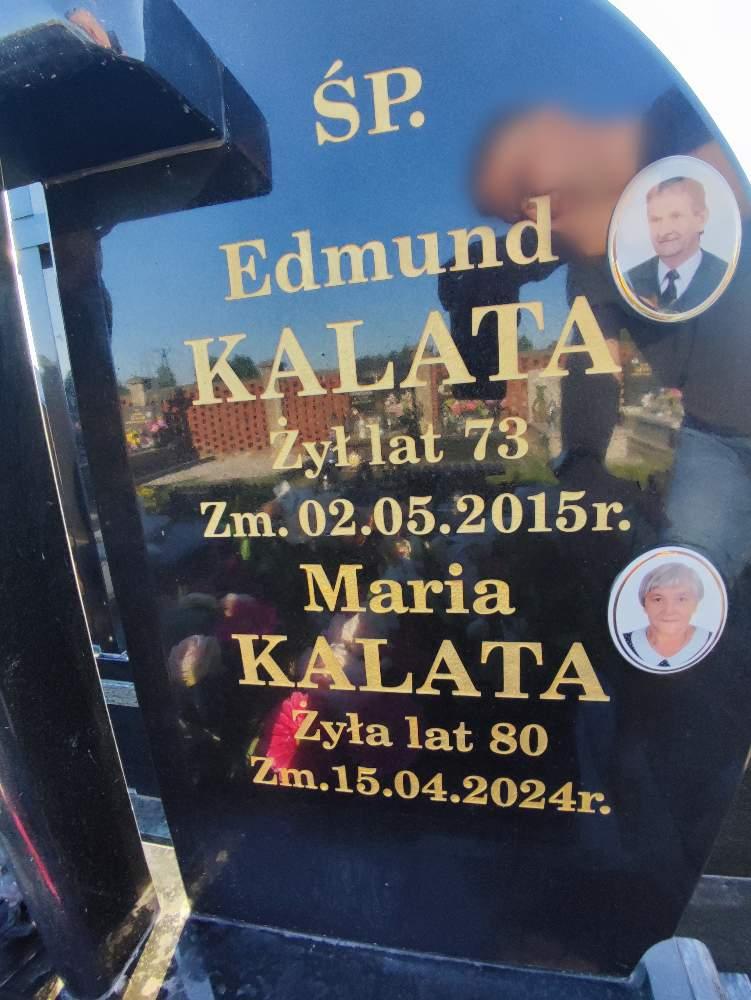 ŚP.
Edmund
KALATA
Żył lat 73
Zm. 02.05.2015r.
Maria
KALATA
Żyła lat 80
Zm. 15.04.2024r.